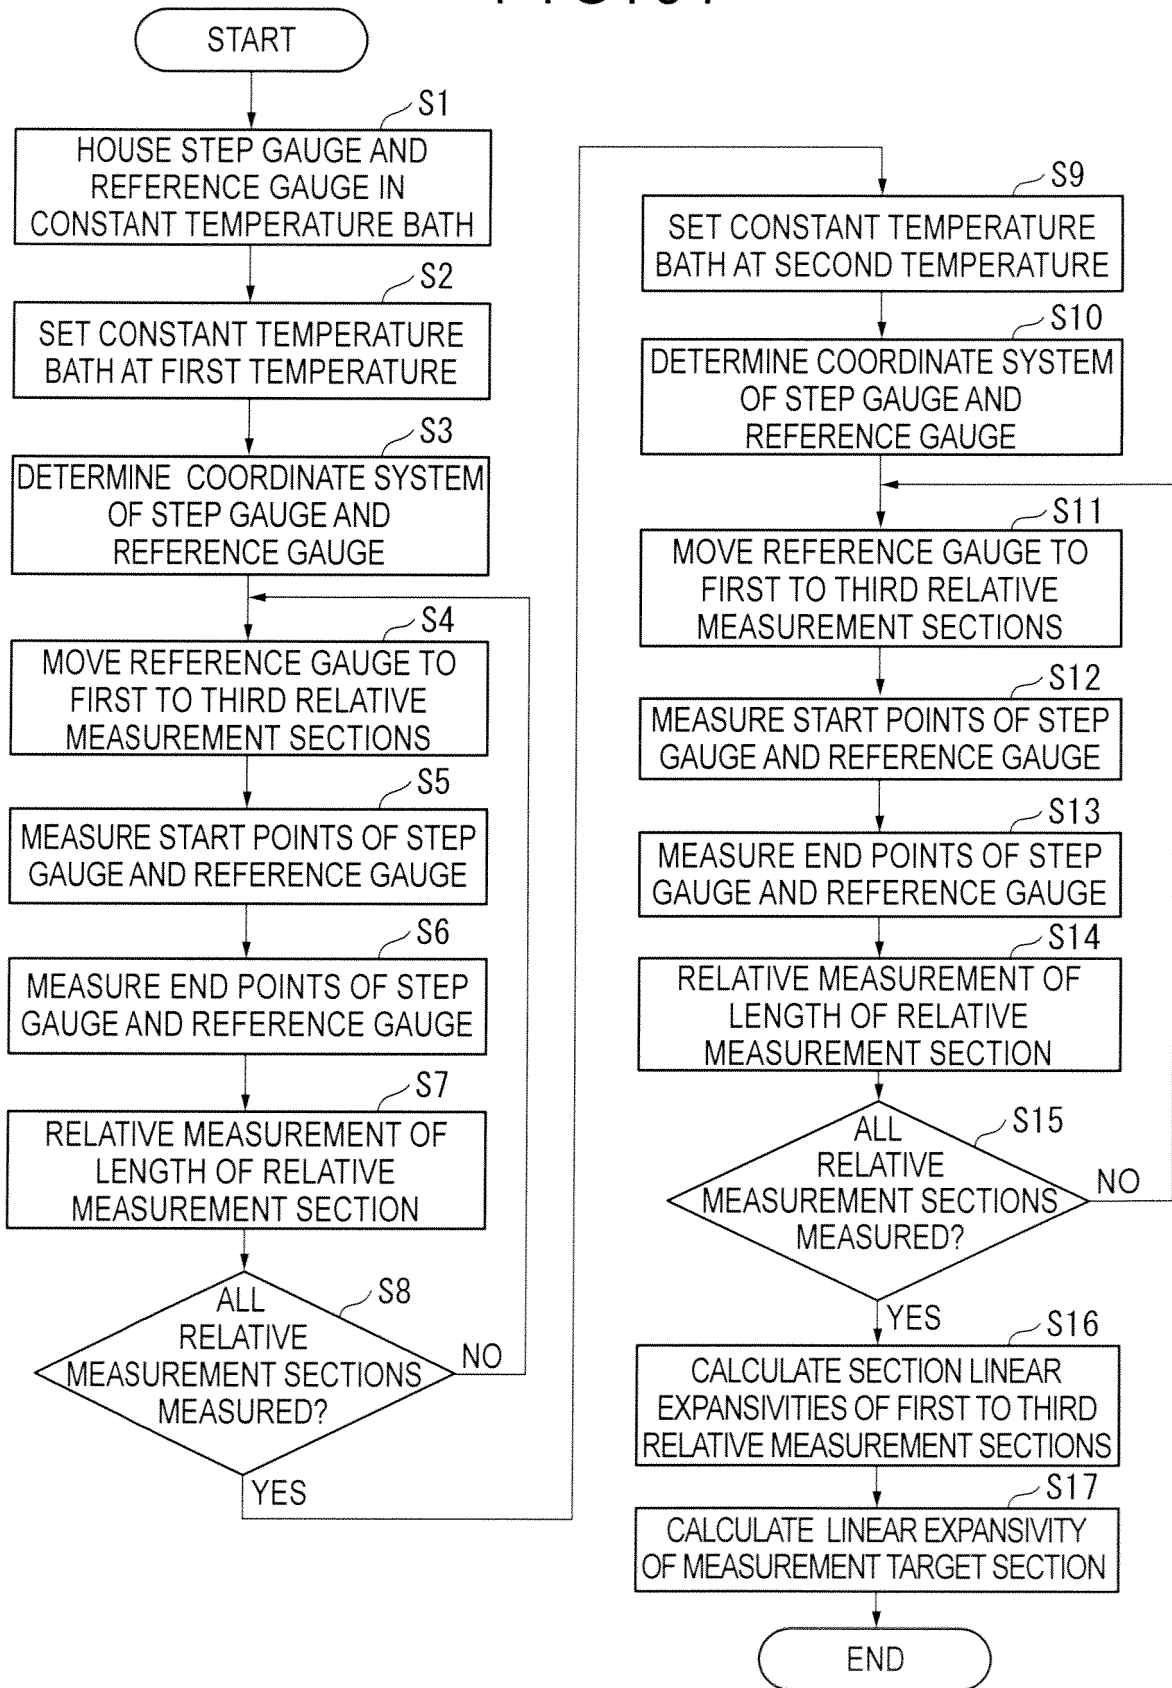 START
S1
HOUSE STEP GAUGE AND
REFERENCE GAUGE IN
CONSTANT TEMPERATURE BATH
S2
SET CONSTANT TEMPERATURE
BATH AT FIRST TEMPERATURE
S3
DETERMINE COORDINATE SYSTEM
OF STEP GAUGE AND
REFERENCE GAUGE
S4
MOVE REFERENCE GAUGE TO
FIRST TO THIRD RELATIVE
MEASUREMENT SECTIONS
S5
MEASURE START POINTS OF STEP
GAUGE AND REFERENCE GAUGE
S6
MEASURE END POINTS OF STEP
GAUGE AND REFERENCE GAUGE
S7
RELATIVE MEASUREMENT OF
LENGTH OF RELATIVE
MEASUREMENT SECTION
S8
ALL
RELATIVE
MEASUREMENT SECTIONS
MEASURED?
NO
YES
S9
SET CONSTANT TEMPERATURE
BATH AT SECOND TEMPERATURE
S10
DETERMINE COORDINATE SYSTEM
OF STEP GAUGE AND
REFERENCE GAUGE
S11
MOVE REFERENCE GAUGE TO
FIRST TO THIRD RELATIVE
MEASUREMENT SECTIONS
S12
MEASURE START POINTS OF STEP
GAUGE AND REFERENCE GAUGE
S13
MEASURE END POINTS OF STEP
GAUGE AND REFERENCE GAUGE
S14
RELATIVE MEASUREMENT OF
LENGTH OF RELATIVE
MEASUREMENT SECTION
S15
ALL
RELATIVE
MEASUREMENT SECTIONS
MEASURED?
NO
YES
S16
CALCULATE SECTION LINEAR
EXPANSIVITIES OF FIRST TO THIRD
RELATIVE MEASUREMENT SECTIONS
S17
CALCULATE LINEAR EXPANSIVITY
OF MEASUREMENT TARGET SECTION
END